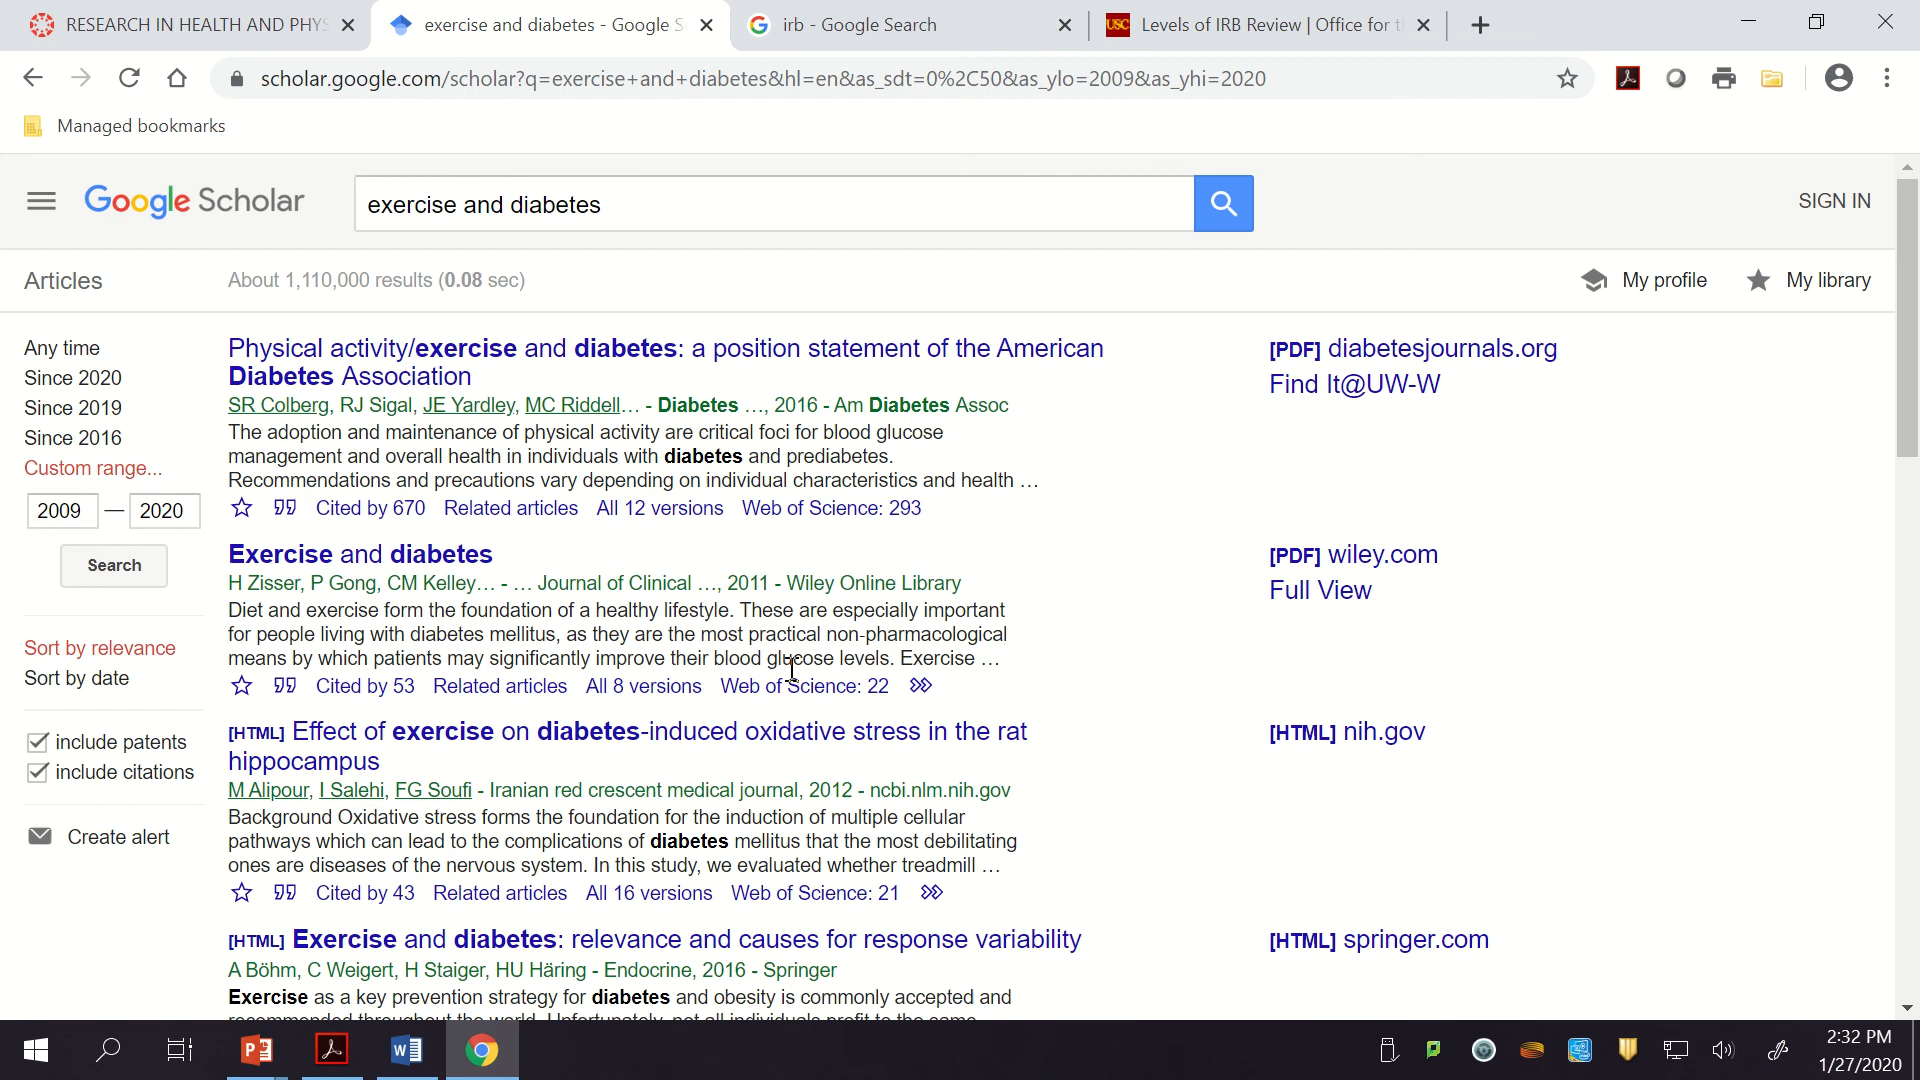 RESEARCH IN HEALTH AND PHYS
exercise and diabetes - Google S
irb - Google Search
Levels of IRB Review | Office for t
scholar.google.com/scholar?q=exercise+and+diabetes&hl=en&as_sdt=0%2C50&as_ylo=2009&as_yhi=2020
Managed bookmarks
Google Scholar
exercise and diabetes
SIGN IN
Articles
About 1,110,000 results (0.08 sec)
My profile
My library
Any time
Since 2020
Since 2019
Since 2016
Custom range...
2009 — 2020
Search
Sort by relevance
Sort by date
include patents
include citations
Create alert
Physical activity/exercise and diabetes: a position statement of the American
Diabetes Association
SR Colberg, RJ Sigal, JE Yardley, MC Riddell… - Diabetes …, 2016 - Am Diabetes Assoc
The adoption and maintenance of physical activity are critical foci for blood glucose
management and overall health in individuals with diabetes and prediabetes.
Recommendations and precautions vary depending on individual characteristics and health …
Cited by 670 Related articles All 12 versions Web of Science: 293
[PDF] diabetesjournals.org
Find It@UW-W
Exercise and diabetes
H Zisser, P Gong, CM Kelley… - … Journal of Clinical …, 2011 - Wiley Online Library
Diet and exercise form the foundation of a healthy lifestyle. These are especially important
for people living with diabetes mellitus, as they are the most practical non-pharmacological
means by which patients may significantly improve their blood glucose levels. Exercise …
Cited by 53 Related articles All 8 versions Web of Science: 22
[PDF] wiley.com
Full View
[HTML] Effect of exercise on diabetes-induced oxidative stress in the rat
hippocampus
M Alipour, I Salehi, FG Soufi - Iranian red crescent medical journal, 2012 - ncbi.nlm.nih.gov
Background Oxidative stress forms the foundation for the induction of multiple cellular
pathways which can lead to the complications of diabetes mellitus that the most debilitating
ones are diseases of the nervous system. In this study, we evaluated whether treadmill …
Cited by 43 Related articles All 16 versions Web of Science: 21
[HTML] nih.gov
[HTML] Exercise and diabetes: relevance and causes for response variability
A Böhm, C Weigert, H Staiger, HU Häring - Endocrine, 2016 - Springer
Exercise as a key prevention strategy for diabetes and obesity is commonly accepted and
[HTML] springer.com
2:32 PM
1/27/2020